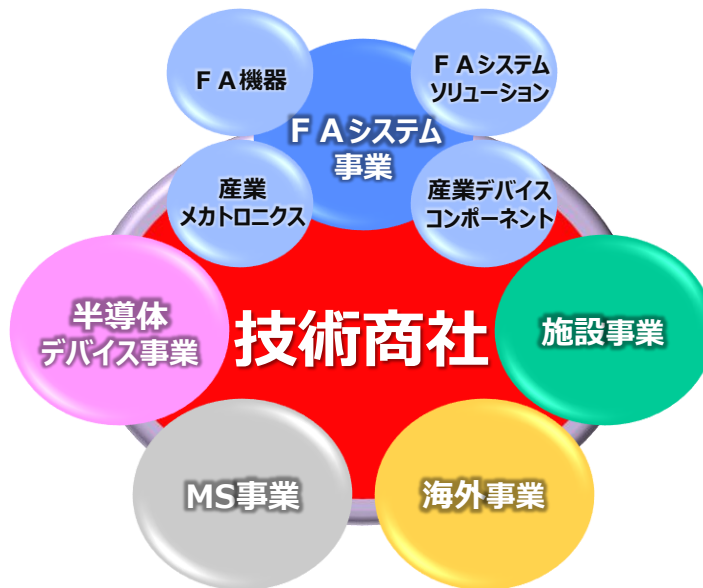 ＦＡ機器
ＦＡシステム
ソリューション
ＦＡシステム
事業
産業
メカトロニクス
産業デバイス
コンポーネント
半導体
デバイス事業
技術商社
施設事業
MS事業
海外事業